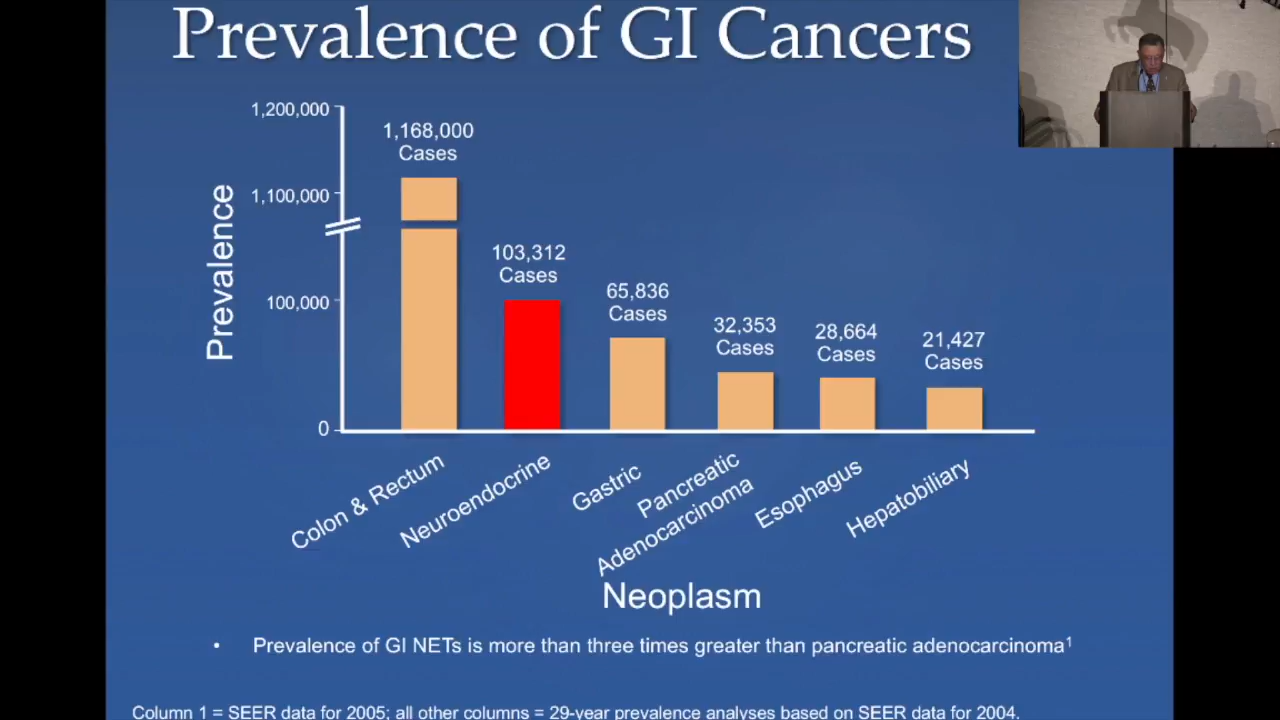 Prevalence of GI Cancers
Prevalence
1,200,000
1,100,000
100,000
0
1,168,000
Cases
103,312
Cases
65,836
Cases
32,353
Cases
28,664
Cases
21,427
Cases
Colon & Rectum
Neuroendocrine
Gastric
Pancreatic
Adenocarcinoma
Esophagus
Hepatobiliary
Neoplasm
• Prevalence of GI NETs is more than three times greater than pancreatic adenocarcinoma¹
Column 1 = SEER data for 2005; all other columns = 29-year prevalence analyses based on SEER data for 2004.